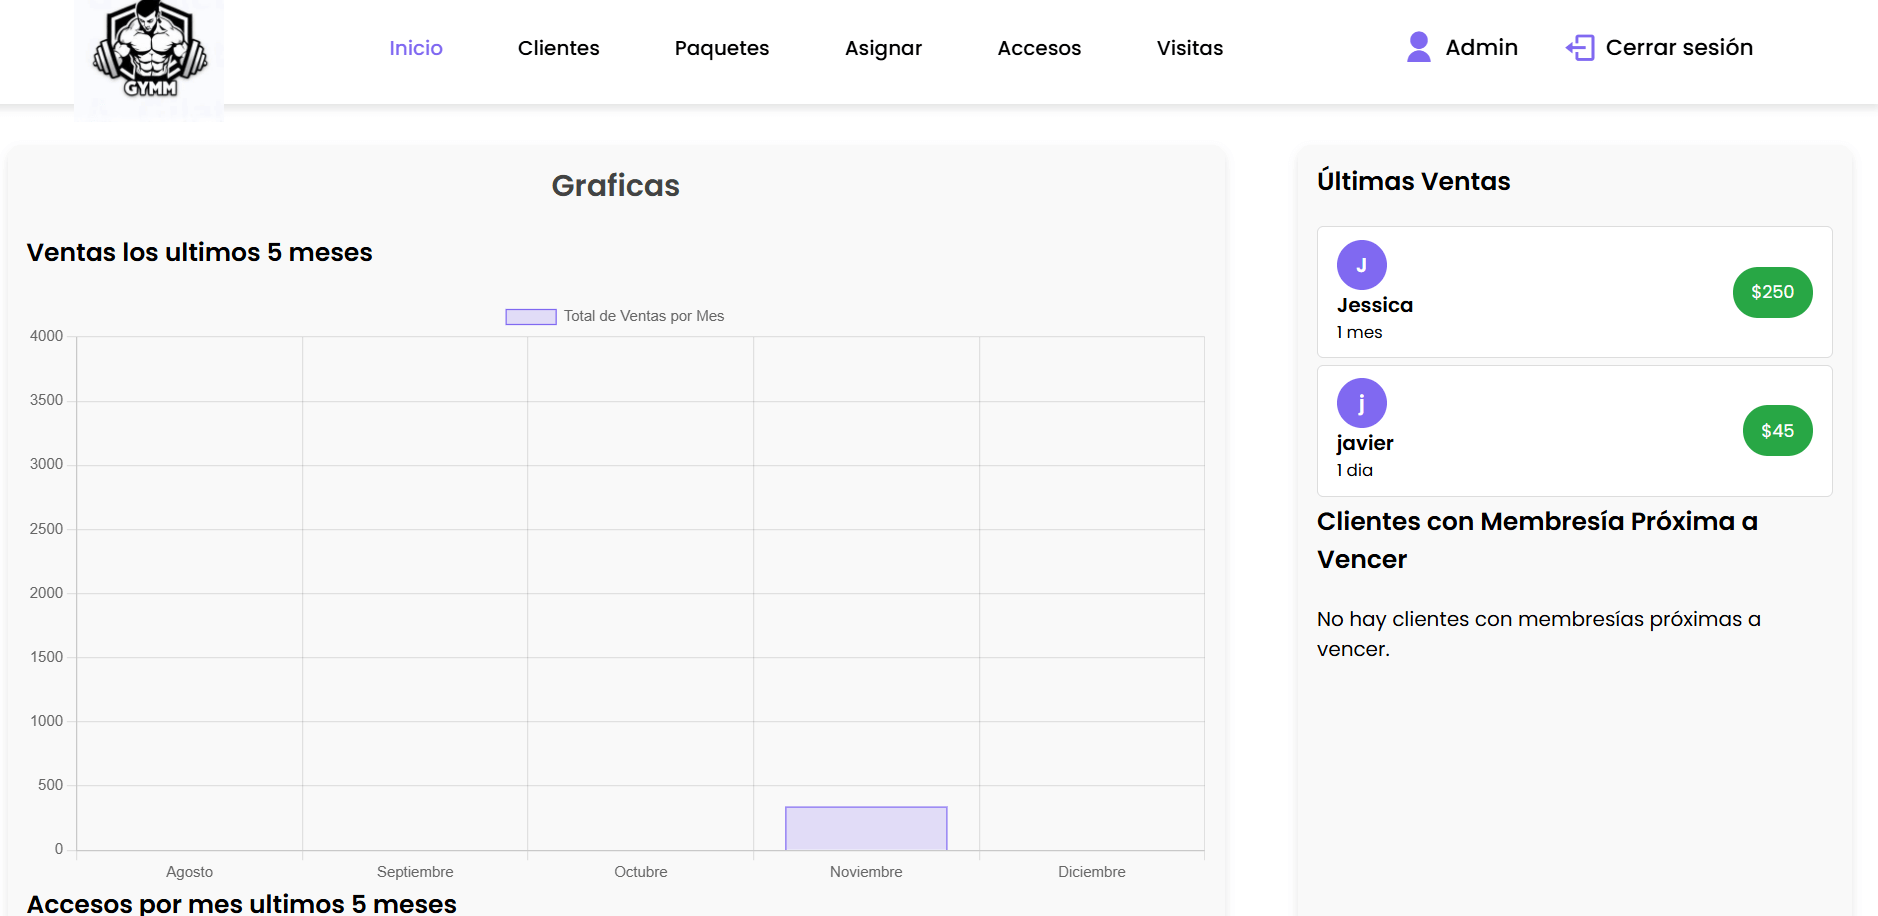 GYMM
Inicio
Clientes
Paquetes
Asignar
Accesos
Visitas
Admin
Cerrar sesión
Graficas
Ventas los ultimos 5 meses
Total de Ventas por Mes
4000
3500
3000
2500
2000
1500
1000
500
0
Agosto
Septiembre
Octubre
Noviembre
Diciembre
Accesos por mes ultimos 5 meses
Últimas Ventas
J
Jessica
1 mes
$250
j
javier
1 dia
$45
Clientes con Membresía Próxima a
Vencer
No hay clientes con membresías próximas a
vencer.